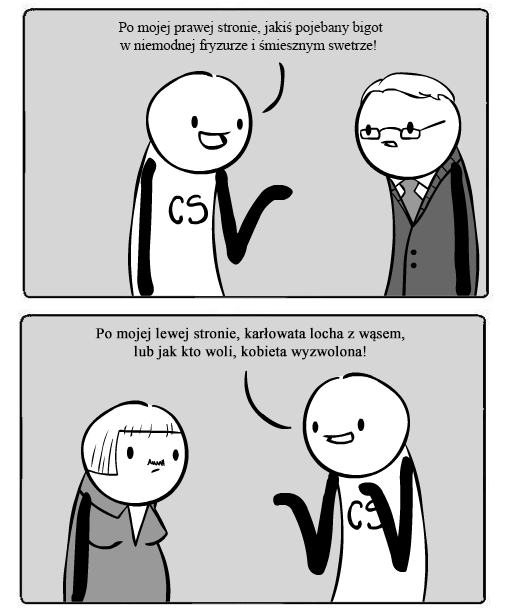 Po mojej prawej stronie, jakiś pojebany bigot
w niemodnej fryzurze i śmiesznym swetrze!
CS
Po mojej lewej stronie, karłowata locha z wąsem,
lub jak kto woli, kobieta wyzwolona!
CS